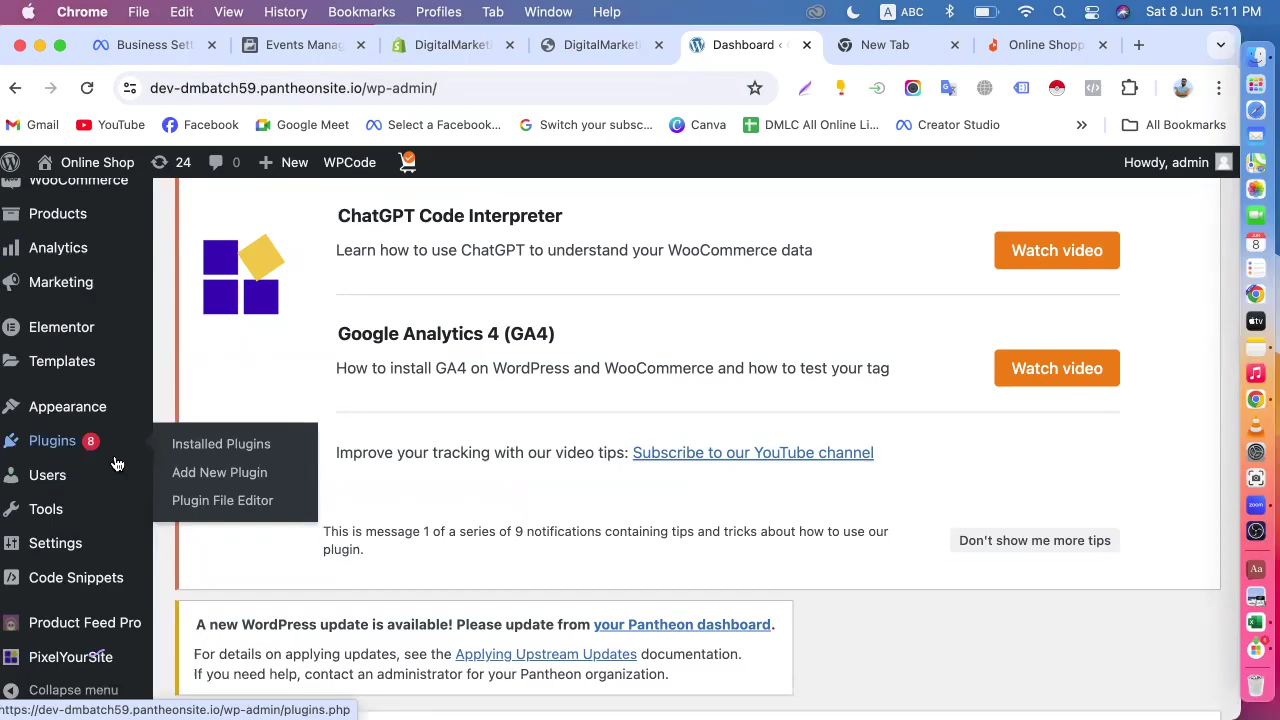 Chrome File Edit View History Bookmarks Profiles Tab Window Help A ABC Sat 8 Jun 5:11 PM
Business Sett Events Manag DigitalMarketi DigitalMarketi Dashboard ‹ New Tab Online Shopp
dev-dmbatch59.pantheonsite.io/wp-admin/
Gmail YouTube Facebook Google Meet Select a Facebook... Switch your subsc... Canva DMLC All Online Li... Creator Studio All Bookmarks
Online Shop 24 0 New WPCode Howdy, admin
WooCommerce
Products
Analytics
Marketing
Elementor
Templates
Appearance
Plugins 8
Users
Tools
Settings
Code Snippets
Product Feed Pro
PixelYourSite
Collapse menu
Installed Plugins
Add New Plugin
Plugin File Editor
ChatGPT Code Interpreter
Learn how to use ChatGPT to understand your WooCommerce data
Watch video
Google Analytics 4 (GA4)
How to install GA4 on WordPress and WooCommerce and how to test your tag
Watch video
Improve your tracking with our video tips: Subscribe to our YouTube channel
This is message 1 of a series of 9 notifications containing tips and tricks about how to use our
plugin.
Don't show me more tips
A new WordPress update is available! Please update from your Pantheon dashboard.
For details on applying updates, see the Applying Upstream Updates documentation.
If you need help, contact an administrator for your Pantheon organization.
https://dev-dmbatch59.pantheonsite.io/wp-admin/plugins.php